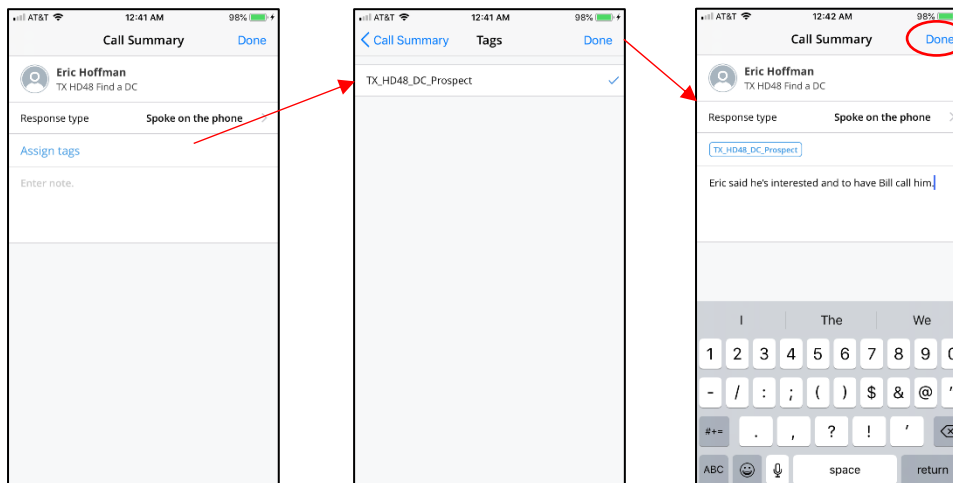 AT&T 12:41 AM 98%
Call Summary Done
Eric Hoffman
TX HD48 Find a DC
Response type Spoke on the phone
Assign tags
Enter note.
AT&T 12:41 AM 98%
Call Summary Tags Done
TX_HD48_DC_Prospect
AT&T 12:42 AM 98%
Call Summary Done
Eric Hoffman
TX HD48 Find a DC
Response type Spoke on the phone
TX_HD48_DC_Prospect
Eric said he's interested and to have Bill call him.
I The We
1 2 3 4 5 6 7 8 9 0
- / : ; ( ) $ & @ "
#+= . , ? ! '
ABC space return